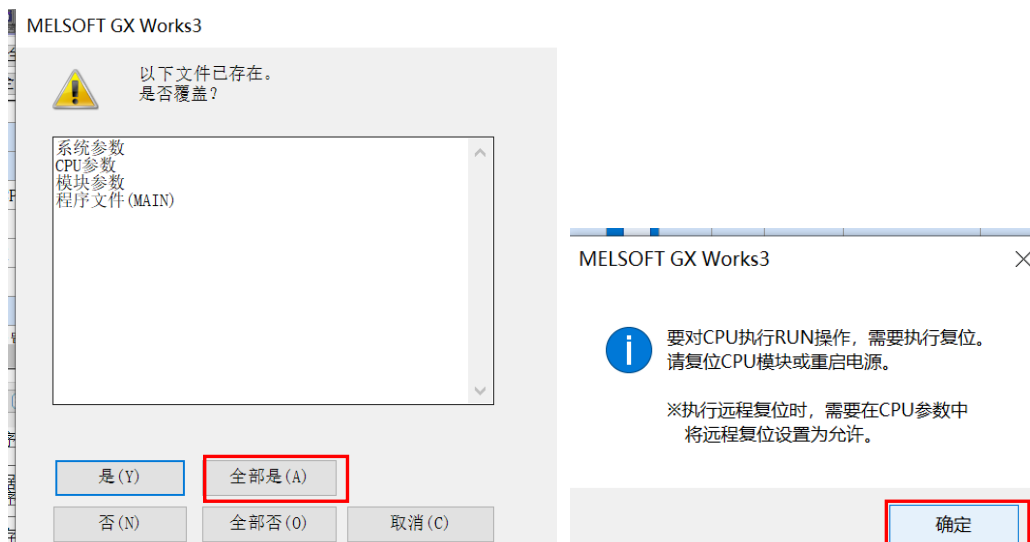 MELSOFT GX Works3
以下文件已存在。
是否覆盖?
系统参数
CPU参数
模块参数
程序文件(MAIN)
是(Y)
全部是(A)
否(N)
全部否(O)
取消(C)
MELSOFT GX Works3
要对CPU执行RUN操作，需要执行复位。
请复位CPU模块或重启电源。
※执行远程复位时，需要在CPU参数中
将远程复位设置为允许。
确定